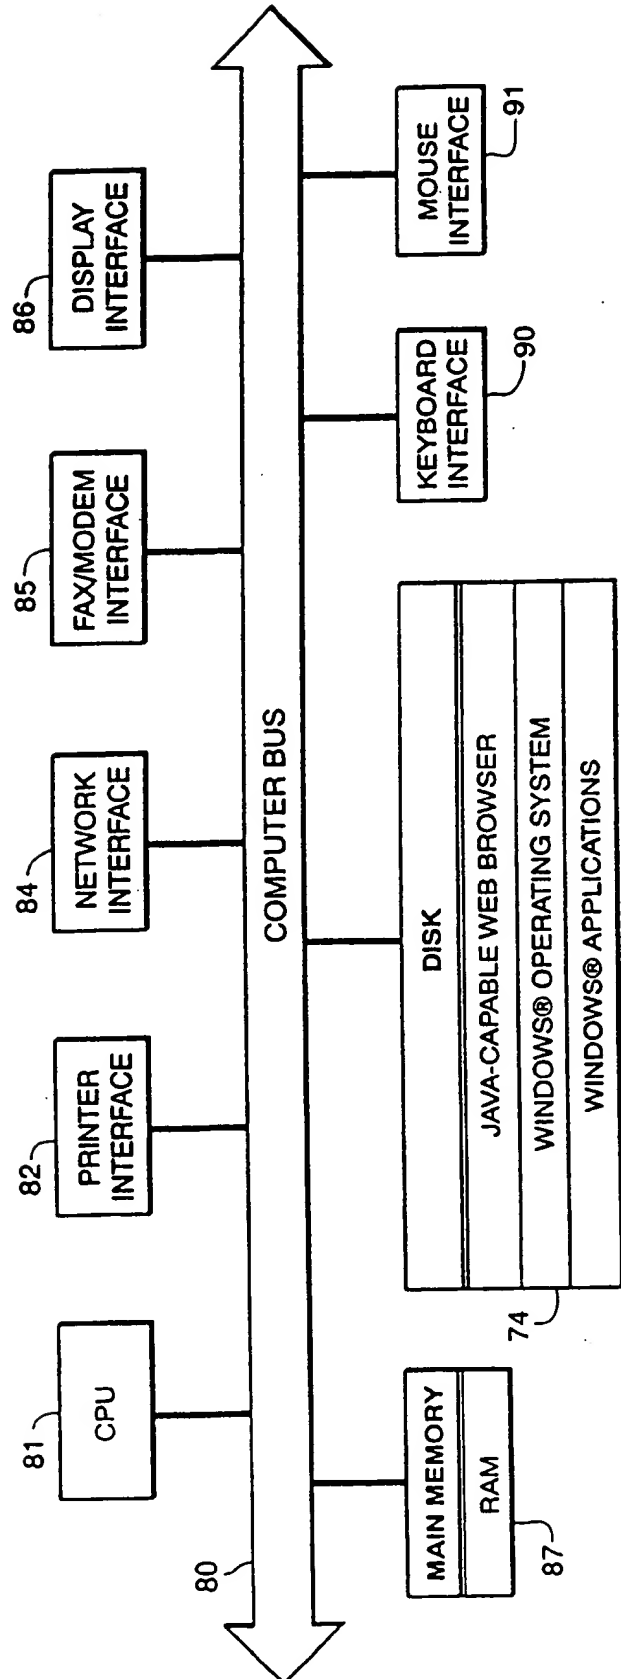 81
CPU
82
PRINTER
INTERFACE
84
NETWORK
INTERFACE
85
FAX/MODEM
INTERFACE
86
DISPLAY
INTERFACE
80
COMPUTER BUS
MAIN MEMORY
RAM
87
DISK
JAVA-CAPABLE WEB BROWSER
WINDOWS® OPERATING SYSTEM
WINDOWS® APPLICATIONS
74
KEYBOARD
INTERFACE
90
MOUSE
INTERFACE
91